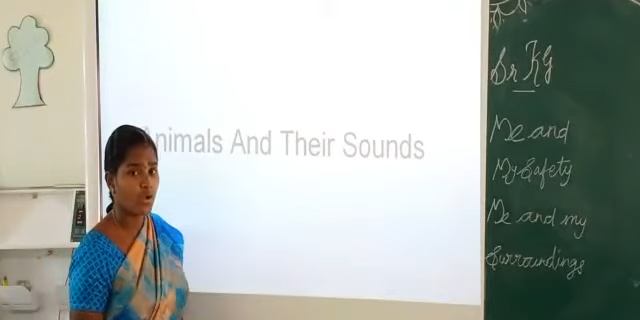 Animals And Their Sounds
Sr KG
Me and
My Safety
Me and my
Surroundings